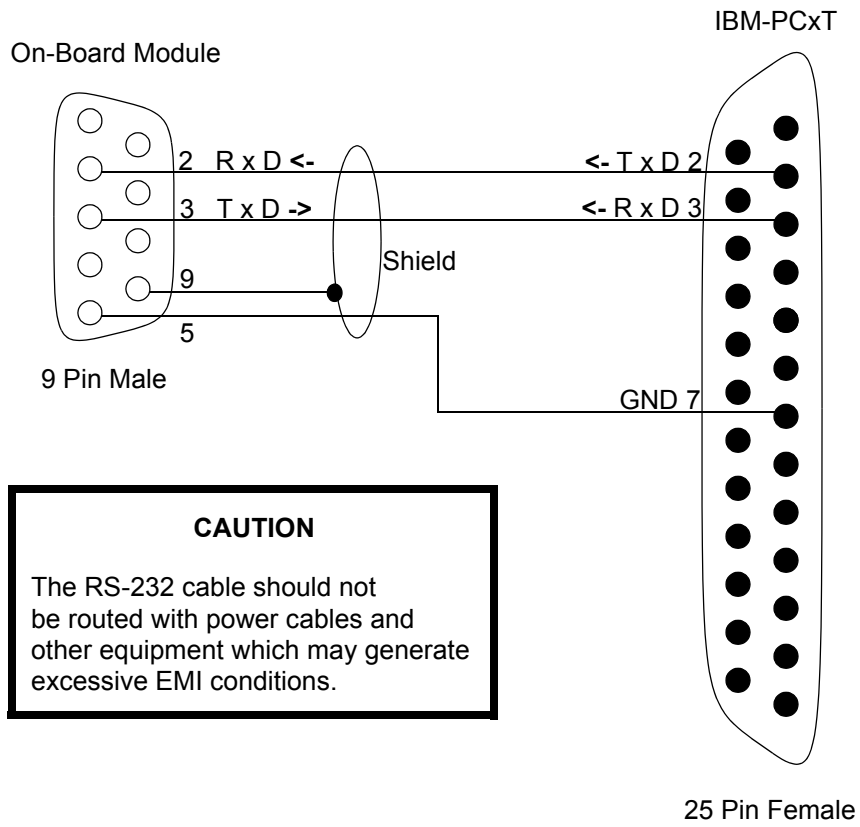 IBM-PCxT
On-Board Module
2 R x D <-
<- T x D 2
3 T x D ->
<- R x D 3
Shield
9
5
9 Pin Male
GND 7
CAUTION
The RS-232 cable should not
be routed with power cables and
other equipment which may generate
excessive EMI conditions.
25 Pin Female